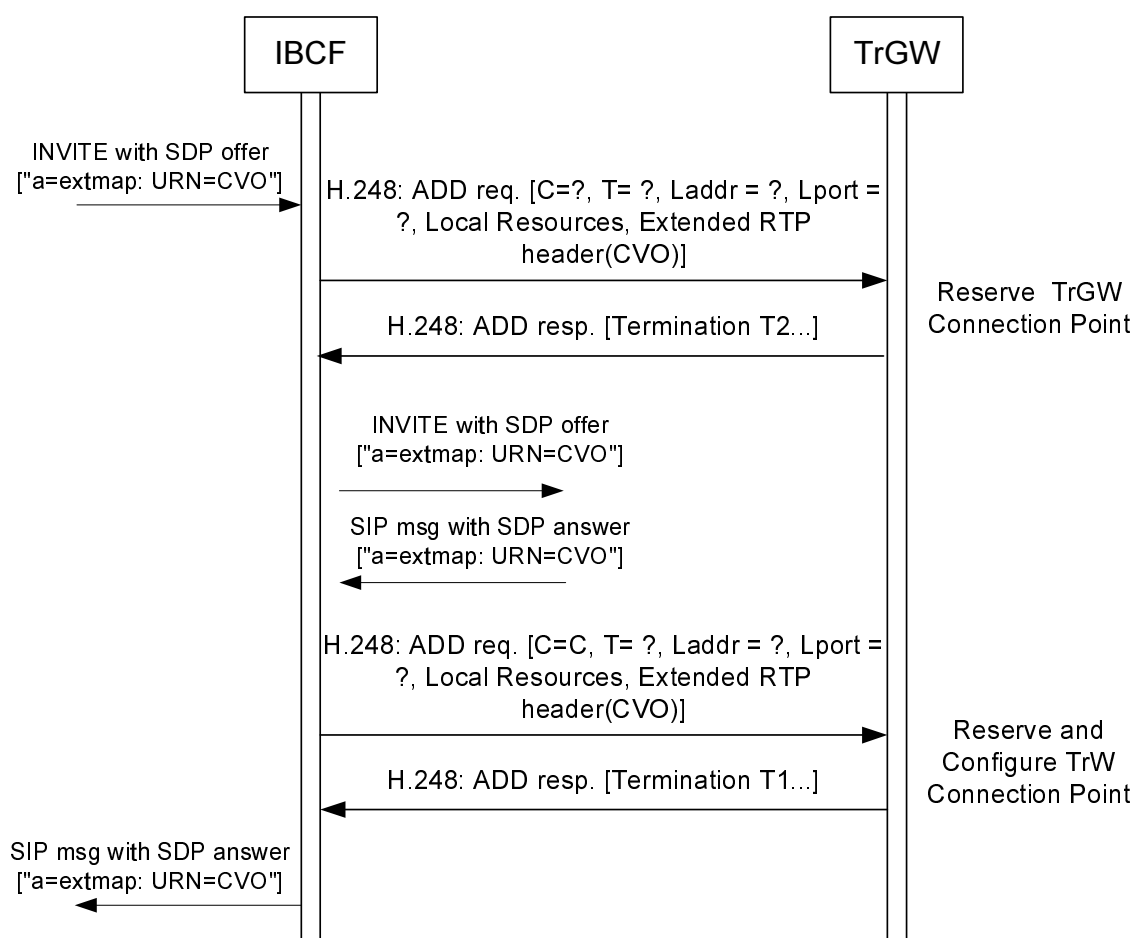 IBCF
TrGW
INVITE with SDP offer
["a=extmap: URN=CVO"]
H.248: ADD req. [C=?, T= ?, Laddr = ?, Lport =
?, Local Resources, Extended RTP
header(CVO)]
Reserve TrGW
Connection Point
H.248: ADD resp. [Termination T2...]
INVITE with SDP offer
["a=extmap: URN=CVO"]
SIP msg with SDP answer
["a=extmap: URN=CVO"]
H.248: ADD req. [C=C, T= ?, Laddr = ?, Lport =
?, Local Resources, Extended RTP
header(CVO)]
Reserve and
Configure TrW
Connection Point
H.248: ADD resp. [Termination T1...]
SIP msg with SDP answer
["a=extmap: URN=CVO"]